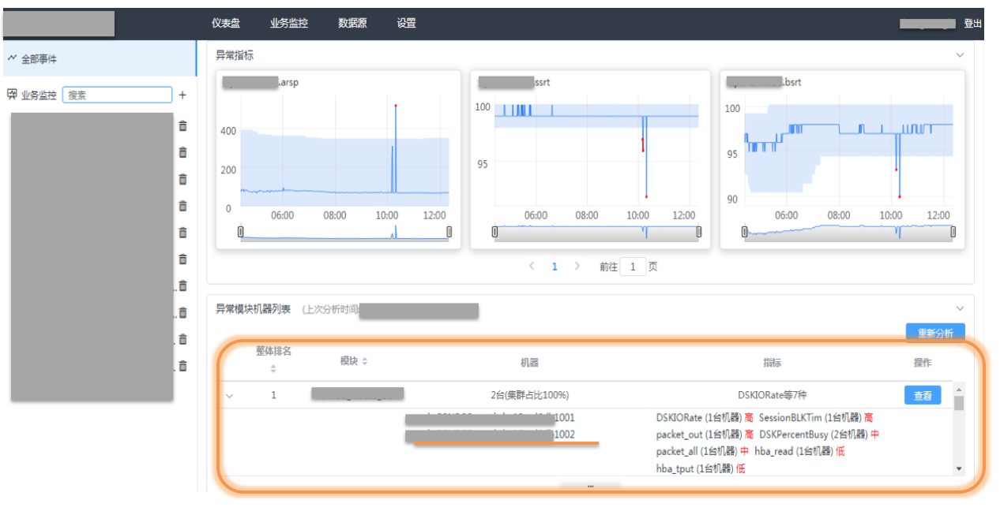 仪表盘 业务监控 数据源 设置 登出
全部事件
业务监控 搜索 +
异常指标
.arsp
400
200
0
06:00 08:00 10:00 12:00
ssrt
100
95
06:00 08:00 10:00 12:00
.bsrt
100
95
90
06:00 08:00 10:00 12:00
< 1 > 前往 1 页
异常模块机器列表 (上次分析时间:
重新分析
整体排名 模块 机器 指标 操作
1 2台(集群占比100%) DSKIORate等7种 查看
1001
1002
DSKIORate (1台机器) 高 SessionBLKTim (1台机器) 高
packet_out (1台机器) 高 DSKPercentBusy (2台机器) 中
packet_all (1台机器) 中 hba_read (1台机器) 低
hba_tput (1台机器) 低
...